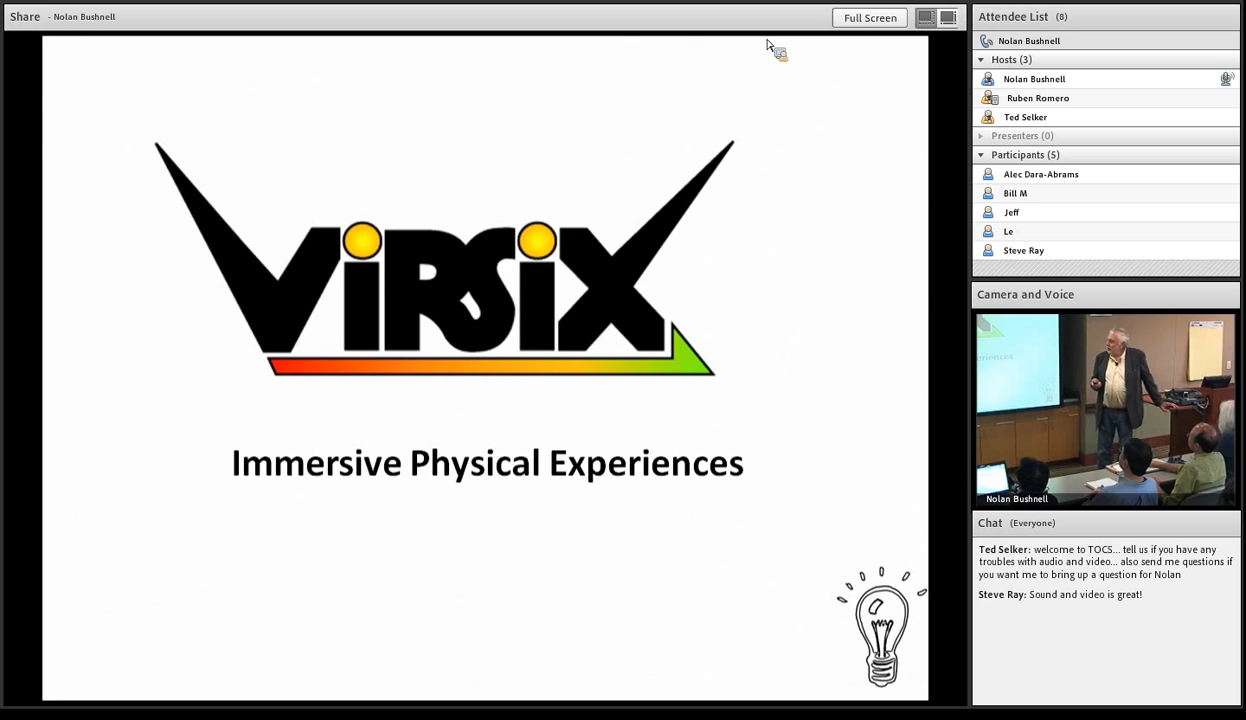 Share - Nolan Bushnell
Full Screen
ViRSiX
Immersive Physical Experiences
Attendee List (8)
Nolan Bushnell
Hosts (3)
Nolan Bushnell
Ruben Romero
Ted Selker
Presenters (0)
Participants (5)
Alec Dara-Abrams
Bill M
Jeff
Le
Steve Ray
Camera and Voice
Nolan Bushnell
Chat (Everyone)
Ted Selker: welcome to TOCS... tell us if you have any
troubles with audio and video... also send me questions if
you want me to bring up a question for Nolan
Steve Ray: Sound and video is great!